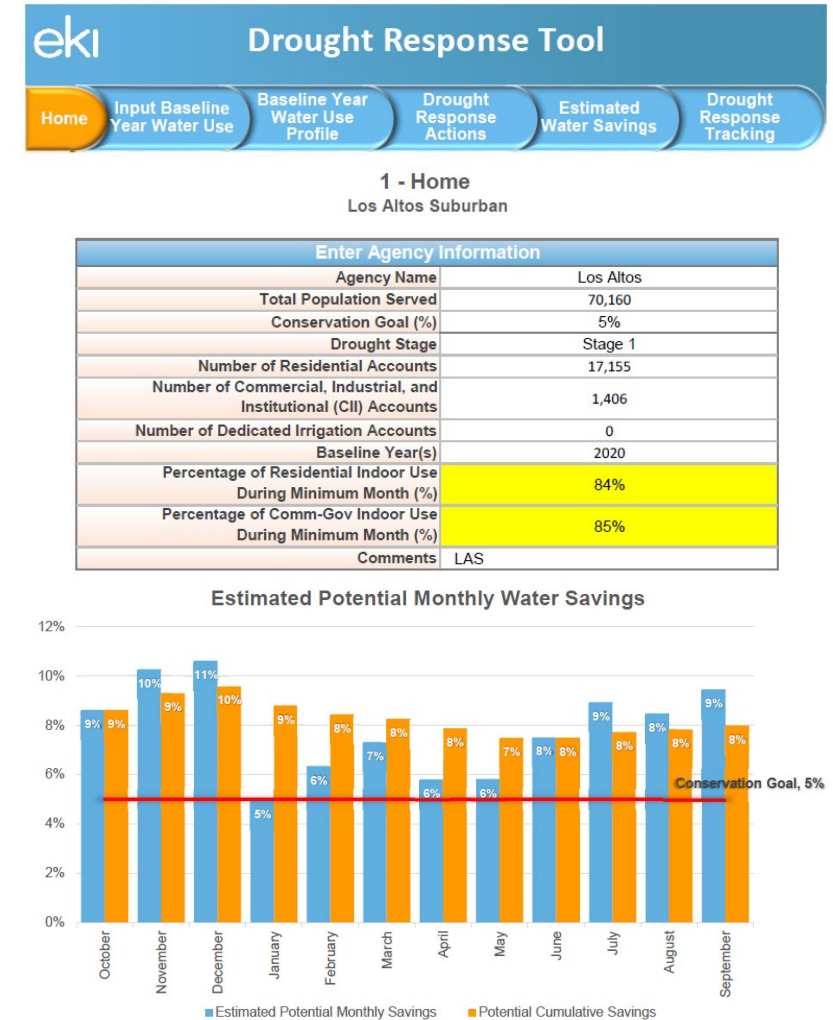 eki
Drought Response Tool
Home
Input Baseline
Year Water Use
Baseline Year
Water Use
Profile
Drought
Response
Actions
Estimated
Water Savings
Drought
Response
Tracking
1 - Home
Los Altos Suburban
Enter Agency Information
Agency Name Los Altos
Total Population Served 70,160
Conservation Goal (%) 5%
Drought Stage Stage 1
Number of Residential Accounts 17,155
Number of Commercial, Industrial, and
Institutional (CII) Accounts 1,406
Number of Dedicated Irrigation Accounts 0
Baseline Year(s) 2020
Percentage of Residential Indoor Use
During Minimum Month (%) 84%
Percentage of Comm-Gov Indoor Use
During Minimum Month (%) 85%
Comments LAS
Estimated Potential Monthly Water Savings
12%
10%
8%
6%
4%
2%
0%
9% 9%
10% 9%
11% 10%
5% 9%
6% 8%
7% 8%
6% 8%
6% 7%
8% 8%
9% 8%
8% 8%
9% 8%
Conservation Goal, 5%
October
November
December
January
February
March
April
May
June
July
August
September
Estimated Potential Monthly Savings
Potential Cumulative Savings